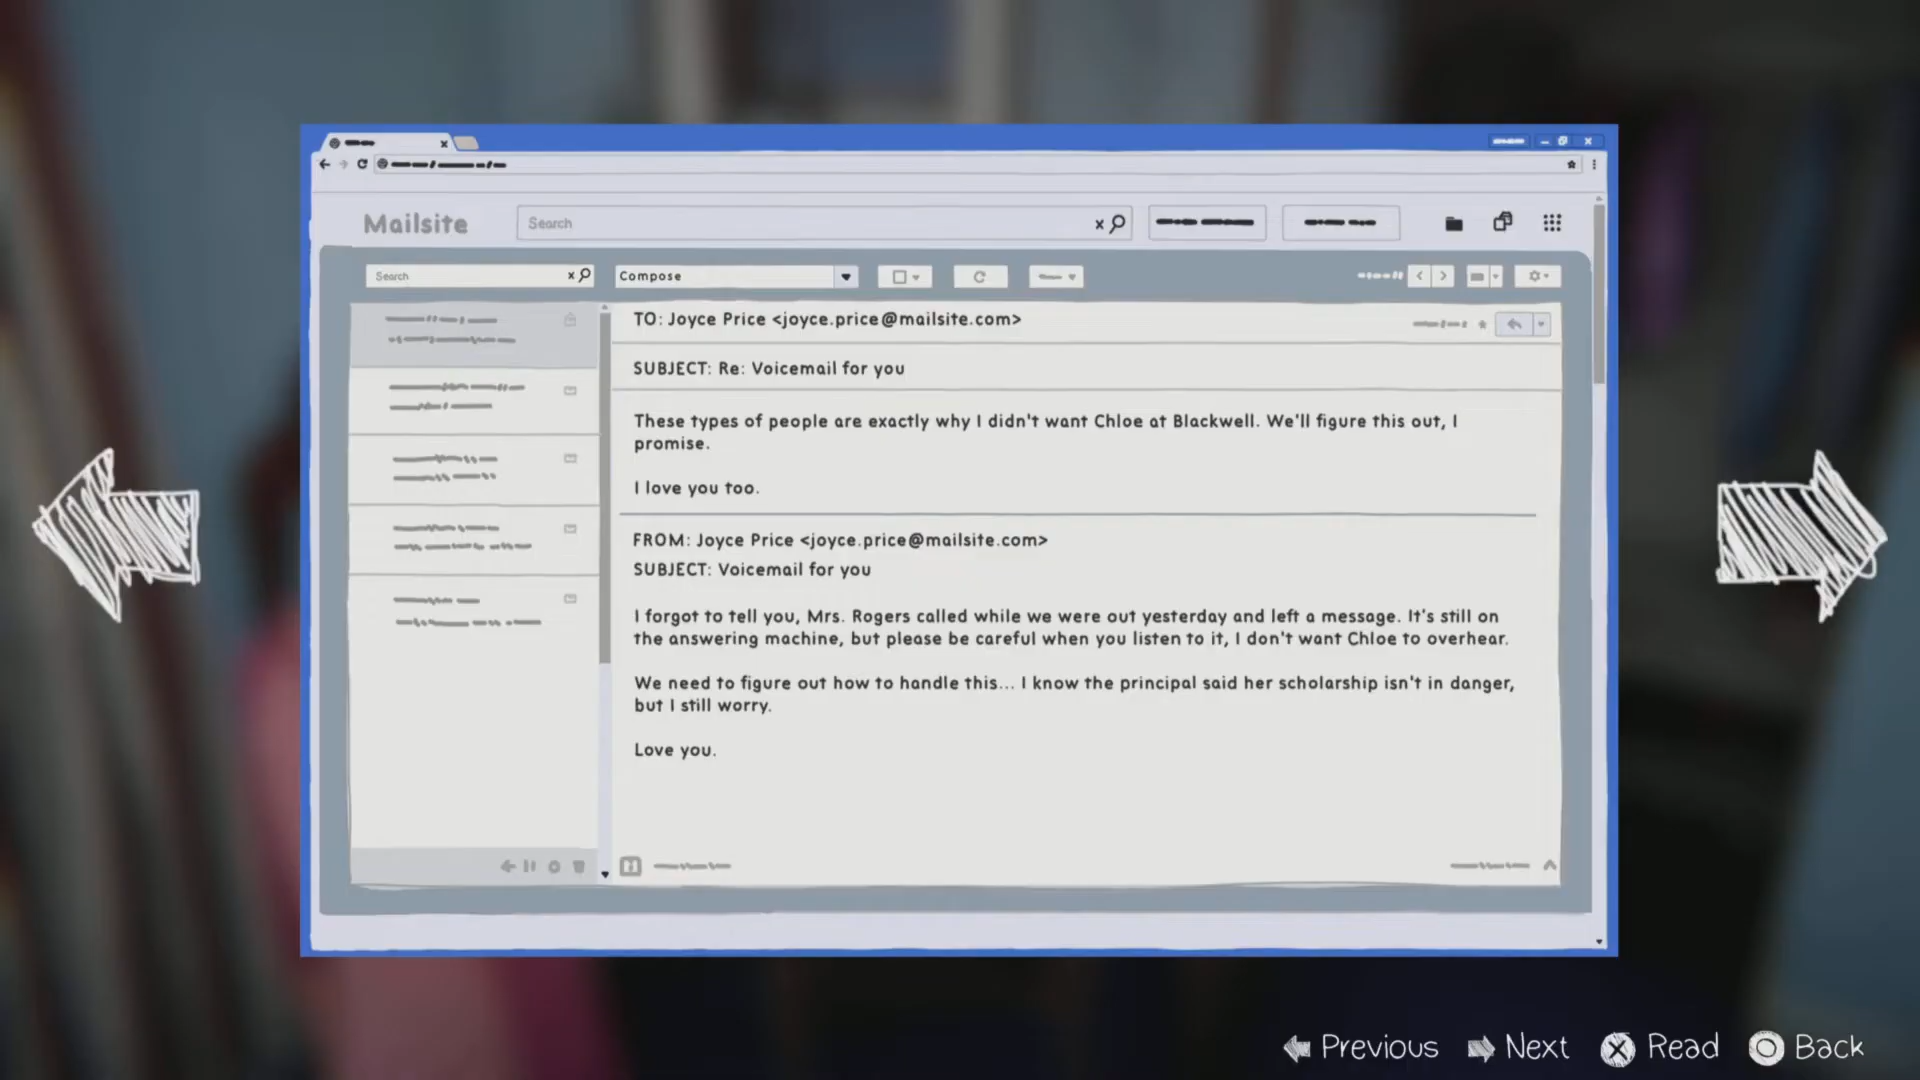 Mailsite
Search
Search
Compose
TO: Joyce Price <joyce.price@mailsite.com>
SUBJECT: Re: Voicemail for you
These types of people are exactly why I didn't want Chloe at Blackwell. We'll figure this out, I
promise.
I love you too.
FROM: Joyce Price <joyce.price@mailsite.com>
SUBJECT: Voicemail for you
I forgot to tell you, Mrs. Rogers called while we were out yesterday and left a message. It's still on
the answering machine, but please be careful when you listen to it, I don't want Chloe to overhear.
We need to figure out how to handle this... I know the principal said her scholarship isn't in danger,
but I still worry.
Love you.
Previous Next Read Back